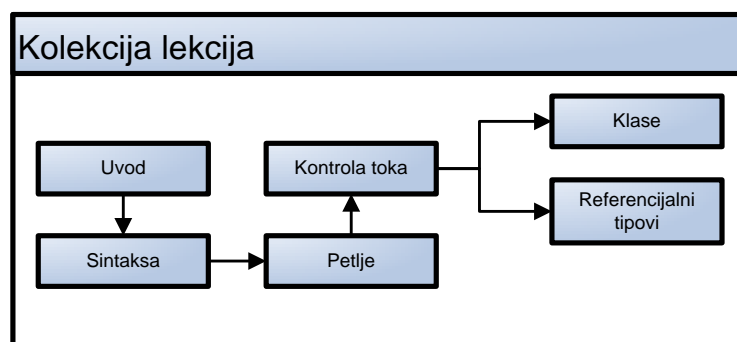 Kolekcija lekcija
Uvod
Sintaksa
Petlje
Kontrola toka
Klase
Referencijalni
tipovi